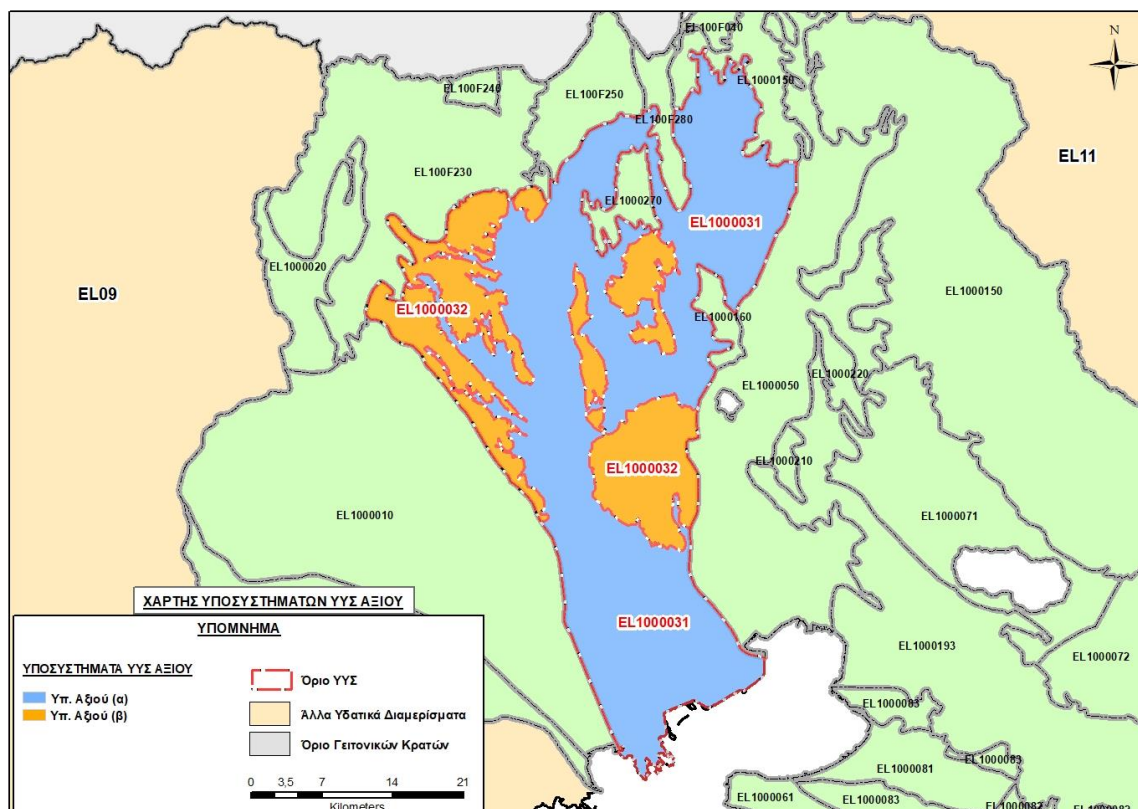 EL100F040
N
EL100F240
EL100F250
EL1000150
EL100F280
EL11
EL100F230
EL1000270
EL1000031
EL1000020
EL09
EL1000150
EL1000032
EL1000160
EL1000220
EL1000050
EL1000032
EL1000210
EL1000010
EL1000071
ΧΑΡΤΗΣ ΥΠΟΣΥΣΤΗΜΑΤΩΝ ΥΥΣ ΑΞΙΟΥ
EL1000031
EL1000193
EL1000072
EL1000083
EL1000083
EL1000081
EL1000061
EL1000083
ΥΠΟΜΝΗΜΑ
ΥΠΟΣΥΣΤΗΜΑΤΑ ΥΥΣ ΑΞΙΟΥ
Υπ. Αξιού (α)
Υπ. Αξιού (β)
Όριο ΥΥΣ
Άλλα Υδατικά Διαμερίσματα
Όριο Γειτονικών Κρατών
0 3,5 7 14 21
Kilometers